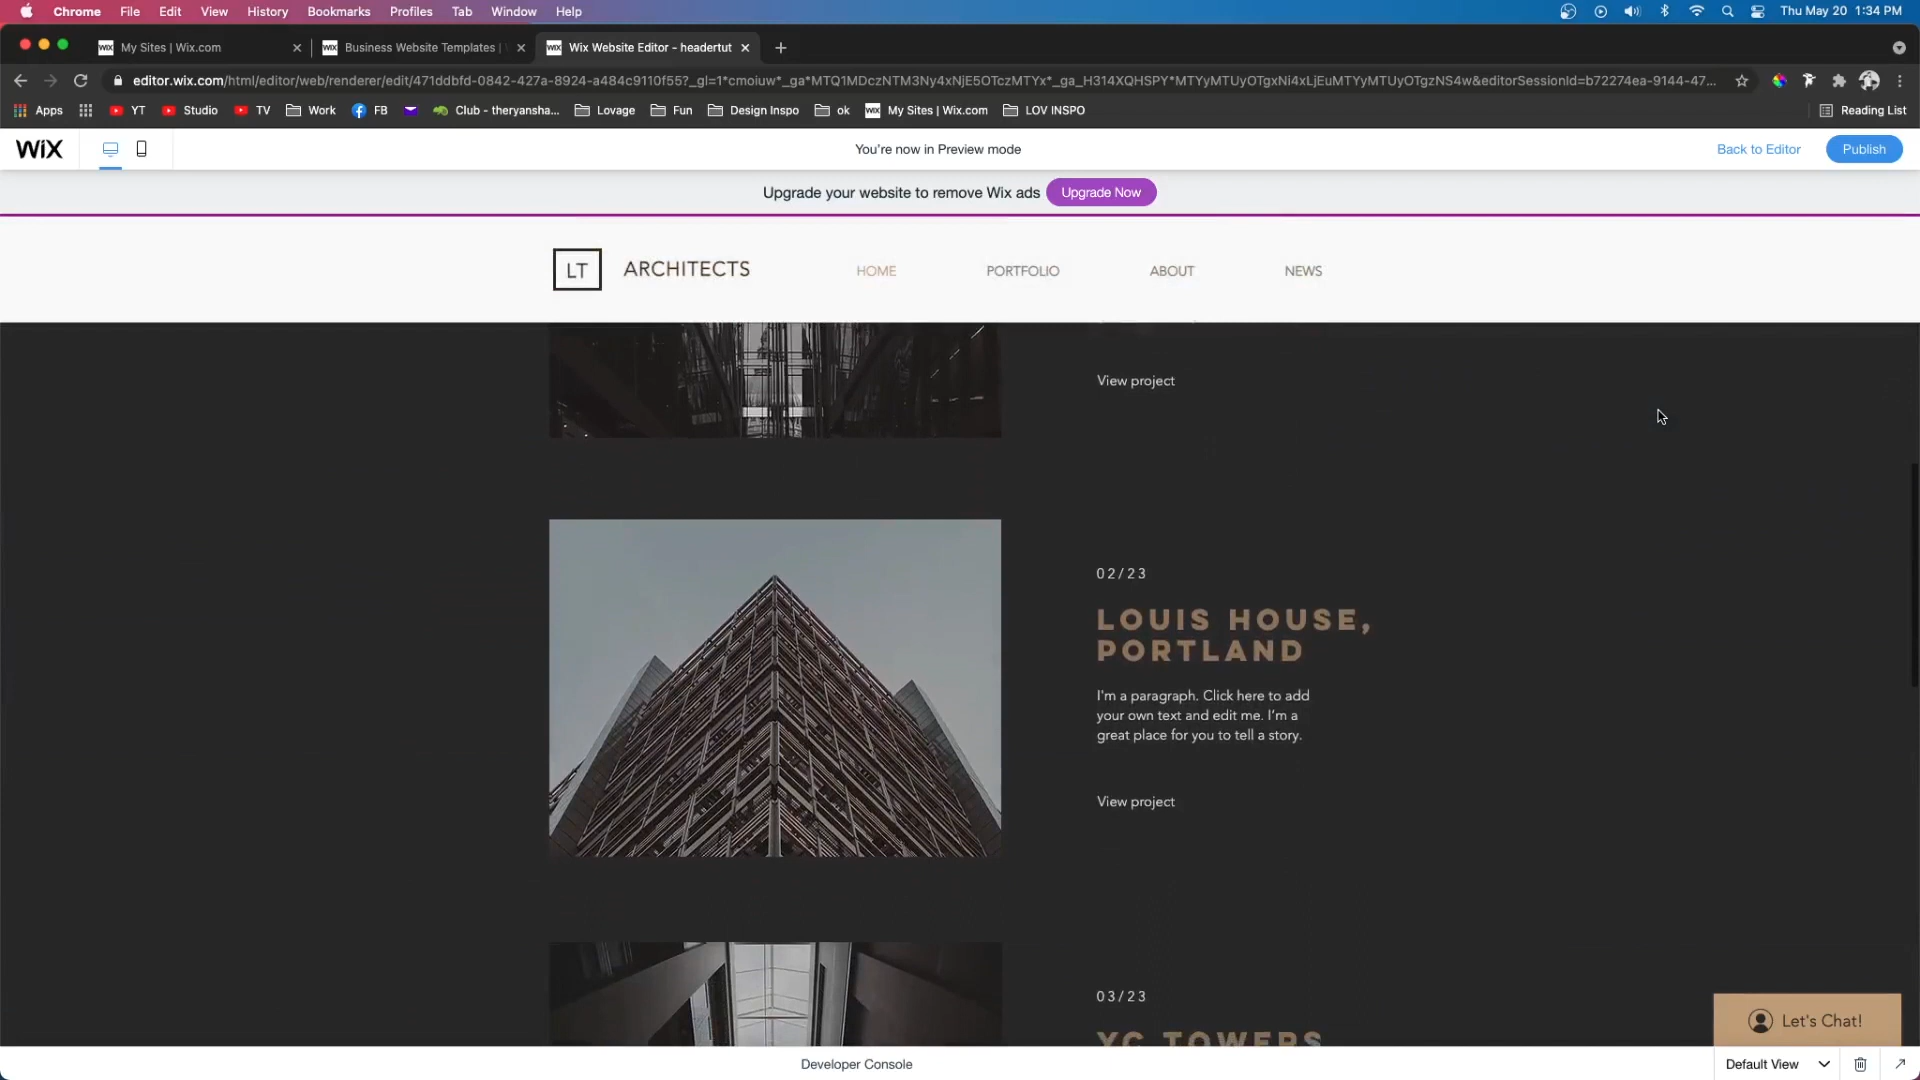 Chrome File Edit View History Bookmarks Profiles Tab Window Help Thu May 20 1:34 PM
WiX My Sites | Wix.com WiX Business Website Templates | WiX Wix Website Editor - headertut
editor.wix.com/html/editor/web/renderer/edit/471ddbfd-0842-427a-8924-a484c9110f55?_gl=1*cmoiuw*_ga*MTQ1MDczNTM3Ny4xNjE5OTczMTYx*_ga_H314XQHSPY*MTYyMTUyOTgxNi4xLjEuMTYyMTUyOTgzNS4w&editorSessionId=b72274ea-9144-47...
Apps YT Studio TV Work FB Club - theryansha... Lovage Fun Design Inspo ok WiX My Sites | Wix.com LOV INSPO Reading List
WiX You're now in Preview mode Back to Editor Publish
Upgrade your website to remove Wix ads Upgrade Now
LT ARCHITECTS HOME PORTFOLIO ABOUT NEWS
View project
02/23
LOUIS HOUSE,
PORTLAND
I'm a paragraph. Click here to add
your own text and edit me. I'm a
great place for you to tell a story.
View project
03/23
YC TOWERS
Let's Chat!
Developer Console Default View